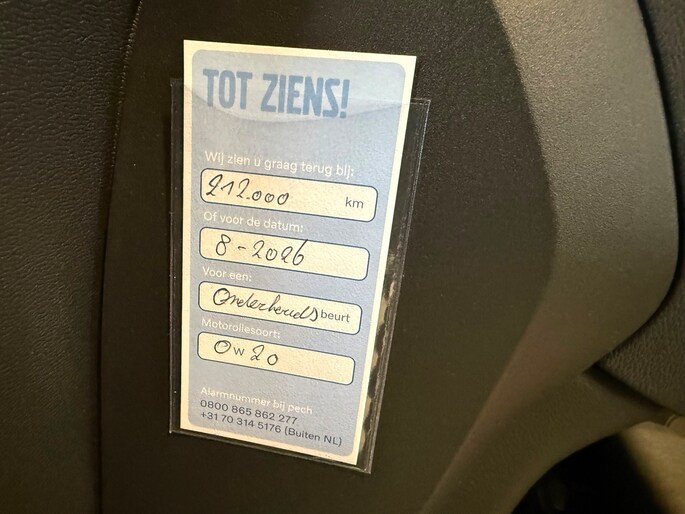 TOT ZIENS!
Wij zien u graag terug bij:
212.000 km
Of voor de datum:
8-2026
Voor een:
Onderhouds beurt
Motoroliesoort:
0W20
Alarmnummer bij pech
0800 865 862 277
+31 70 314 5176 (Buiten NL)